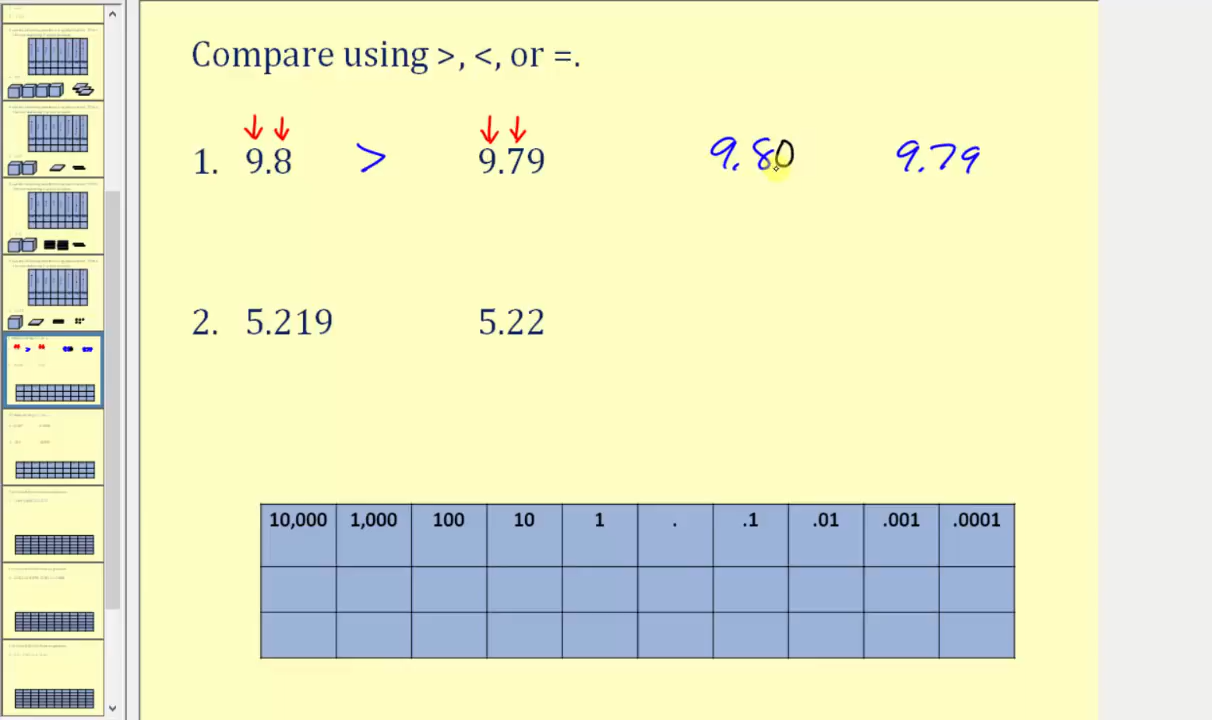 Compare using >, <, or =.
1. 9.8 > 9.79 9.80 9.79
2. 5.219 5.22
10,000 1,000 100 10 1 . .1 .01 .001 .0001